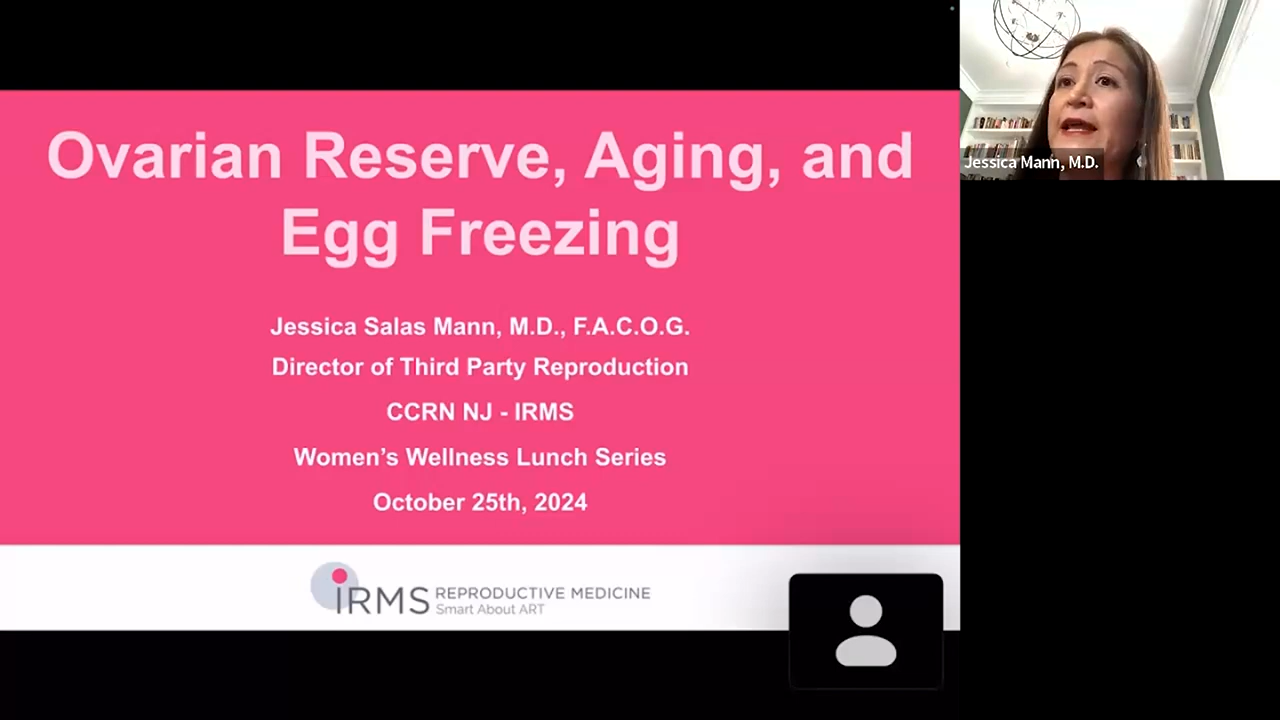 Ovarian Reserve, Aging, and
Egg Freezing
Jessica Salas Mann, M.D., F.A.C.O.G.
Director of Third Party Reproduction
CCRN NJ - IRMS
Women’s Wellness Lunch Series
October 25th, 2024
IRMS REPRODUCTIVE MEDICINE
Smart About ART
Jessica Mann, M.D.